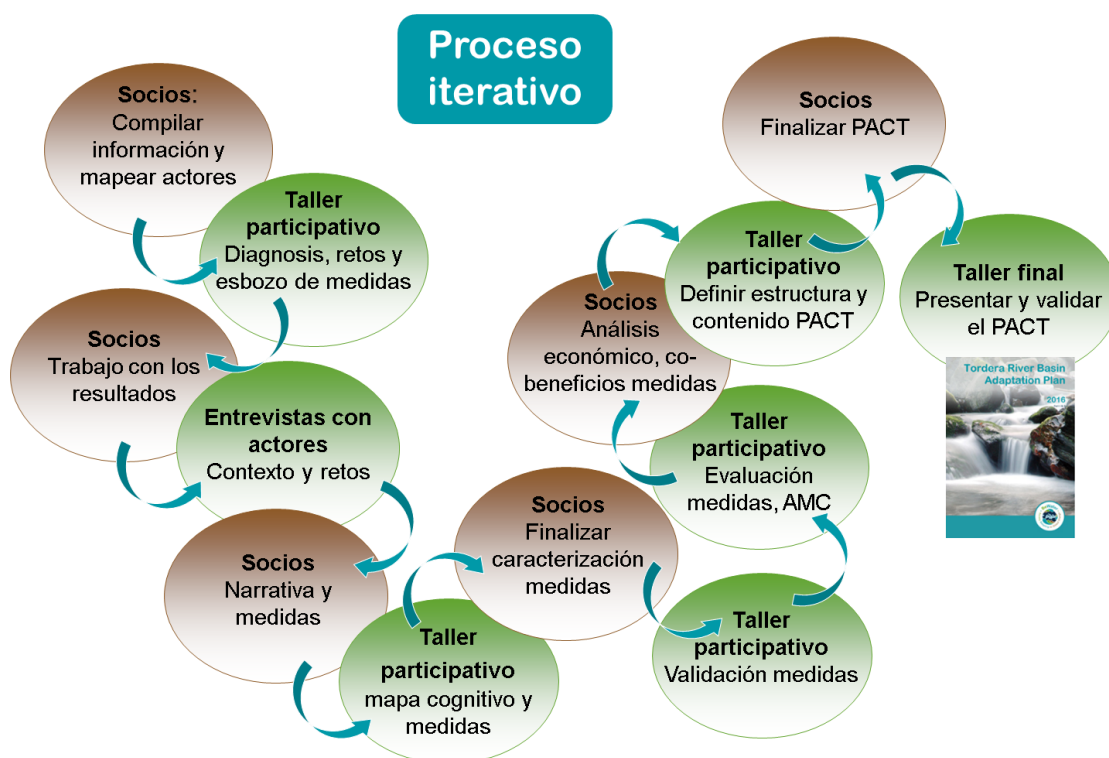 Proceso
iterativo
Socios:
Compilar
información y
mapear actores
Taller
participativo
Diagnosis, retos y
esbozo de medidas
Socios
Trabajo con los
resultados
Entrevistas con
actores
Contexto y retos
Socios
Narrativa y
medidas
Taller
participativo
mapa cognitivo y
medidas
Socios
Finalizar
caracterización
medidas
Taller
participativo
Validación medidas
Taller
participativo
Evaluación
medidas, AMC
Socios
Análisis
económico, co-
beneficios medidas
Taller
participativo
Definir estructura y
contenido PACT
Socios
Finalizar PACT
Taller final
Presentar y validar
el PACT
Tordera River Basin
Adaptation Plan
2016